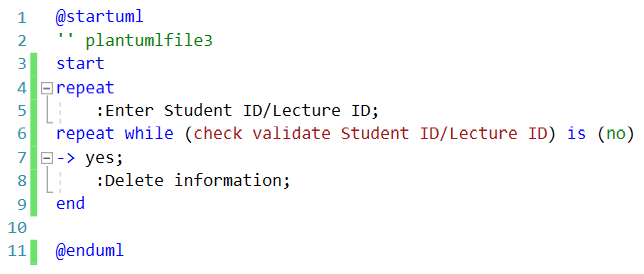 1 @startuml
2 '' plantumlfile3
3 start
4 repeat
5 :Enter Student ID/Lecture ID;
6 repeat while (check validate Student ID/Lecture ID) is (no)
7 -> yes;
8 :Delete information;
9 end
10
11 @enduml